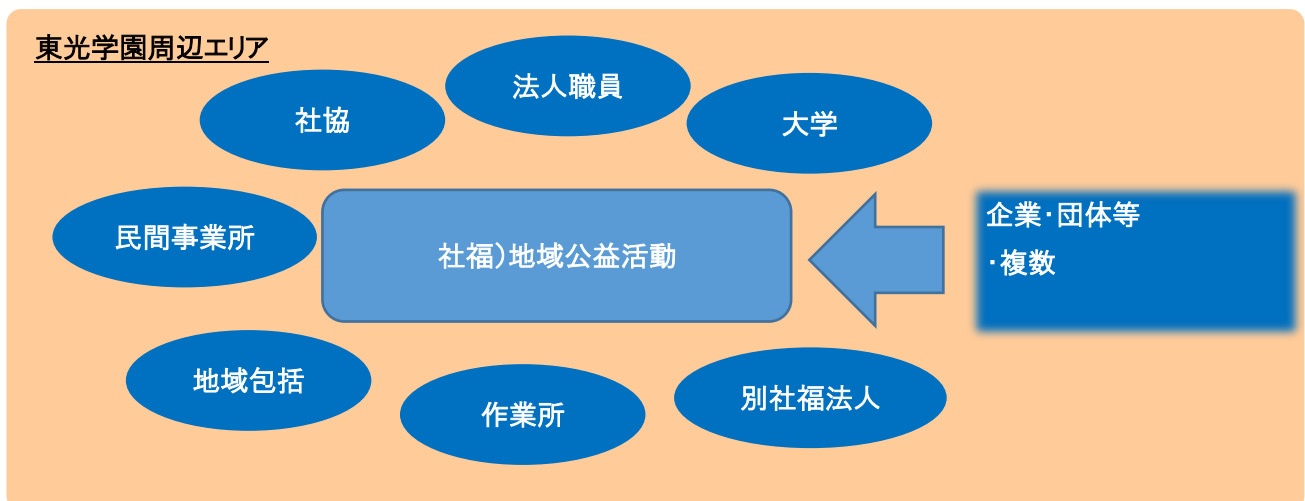 東光学園周辺エリア
法人職員
社協
大学
民間事業所
社福）地域公益活動
企業・団体等
・複数
地域包括
作業所
別社福法人